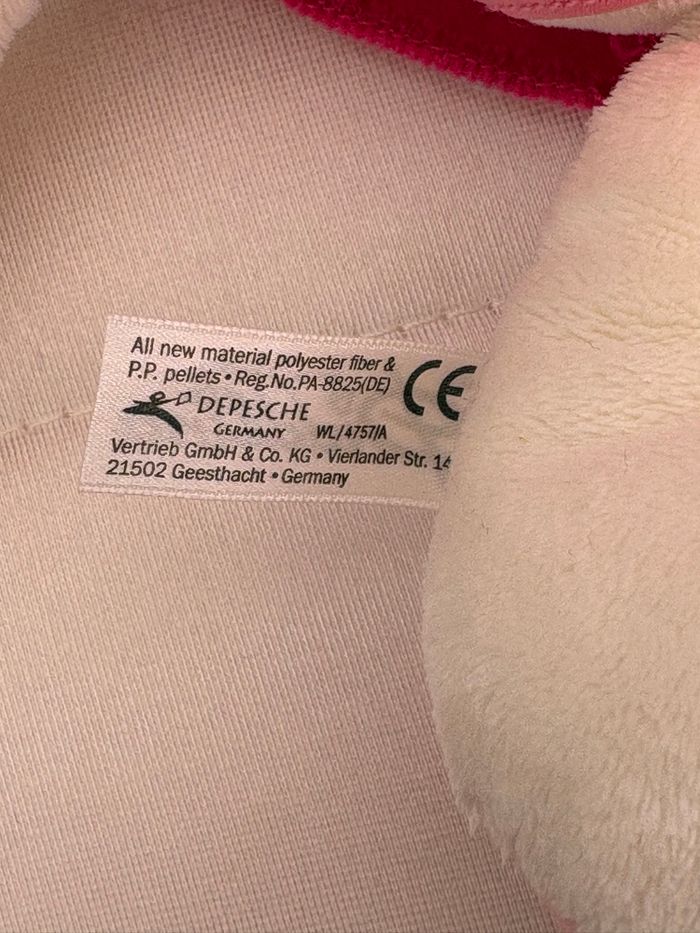 All new material polyester fiber &
P.P. pellets • Reg.No.PA-8825(DE)
CE
DEPESCHE
GERMANY WL/4757/A
Vertrieb GmbH & Co. KG • Vierlander Str. 14
21502 Geesthacht • Germany